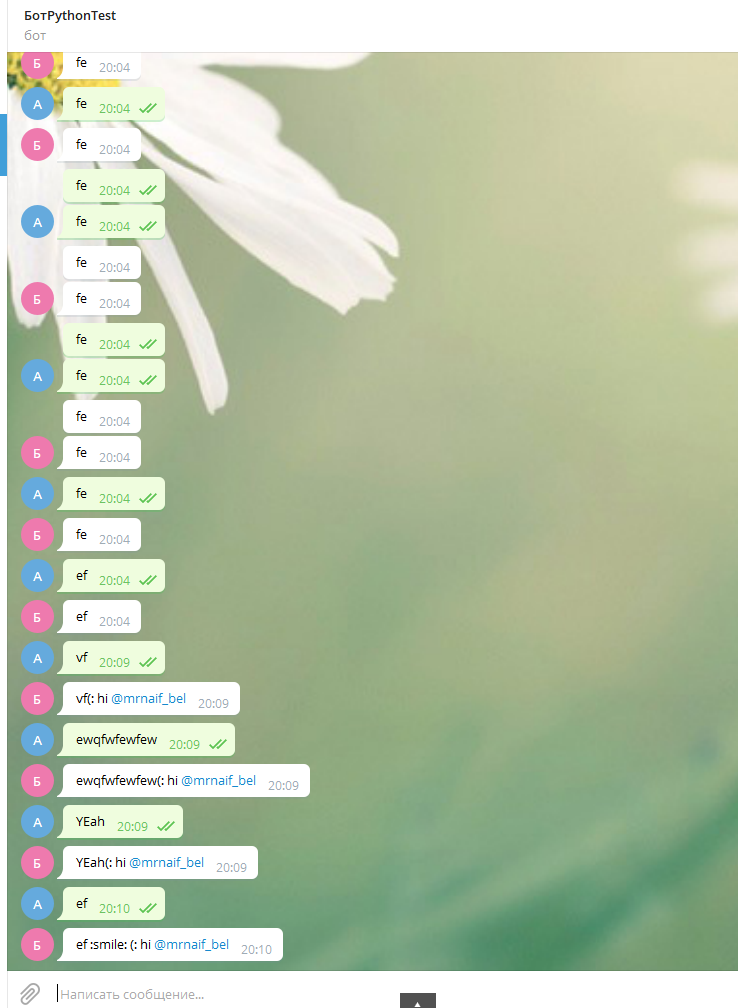 БотPythonTest
бот
Б fe 20:04
А fe 20:04
Б fe 20:04
fe 20:04
А fe 20:04
fe 20:04
Б fe 20:04
fe 20:04
А fe 20:04
fe 20:04
Б fe 20:04
А fe 20:04
Б fe 20:04
А ef 20:04
Б ef 20:04
А vf 20:09
Б vf(: hi @mrnaif_bel 20:09
А ewqfwfewfew 20:09
Б ewqfwfewfew(: hi @mrnaif_bel 20:09
А YEah 20:09
Б YEah(: hi @mrnaif_bel 20:09
А ef 20:10
Б ef :smile: (: hi @mrnaif_bel 20:10
Написать сообщение...